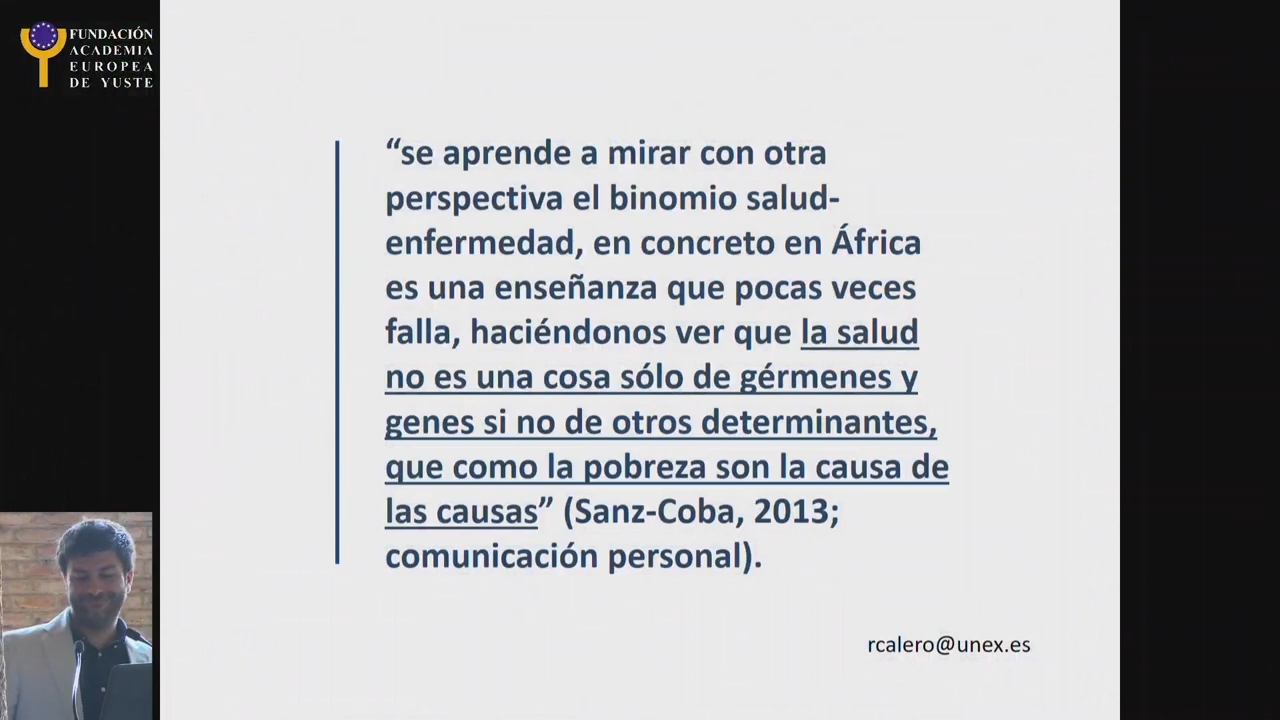 FUNDACIÓN
ACADEMIA
EUROPEA
DE YUSTE
“se aprende a mirar con otra
perspectiva el binomio salud-
enfermedad, en concreto en África
es una enseñanza que pocas veces
falla, haciéndonos ver que la salud
no es una cosa sólo de gérmenes y
genes si no de otros determinantes,
que como la pobreza son la causa de
las causas” (Sanz-Coba, 2013;
comunicación personal).
rcalero@unex.es